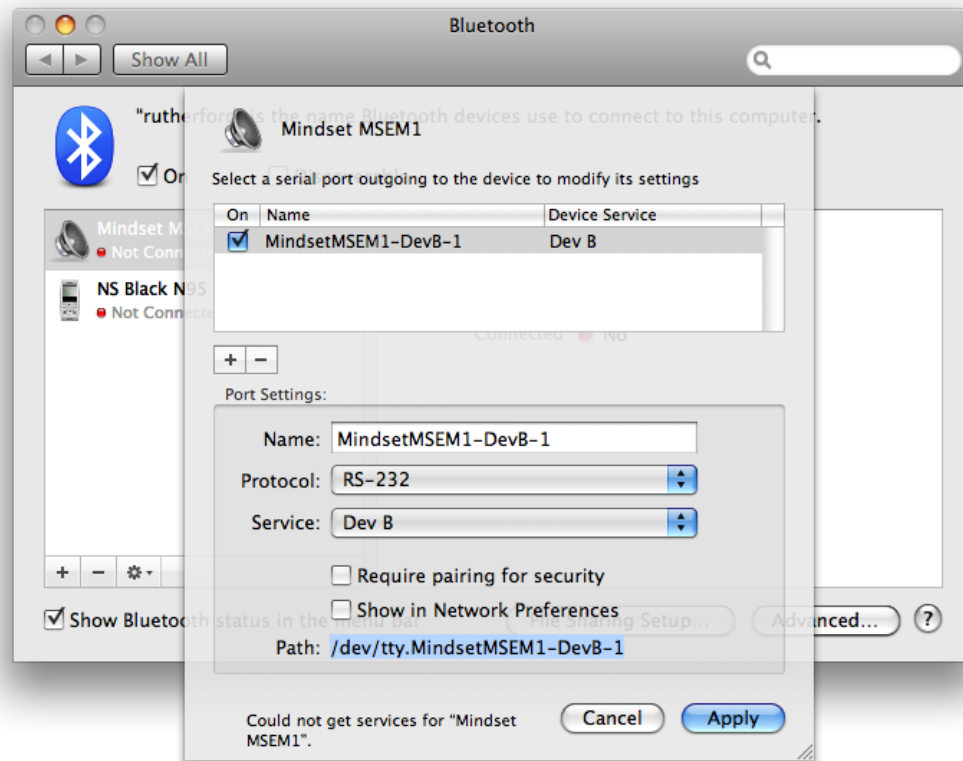 Bluetooth
Show All
"rutherford" is the name Bluetooth devices use to connect to this computer.
On
Mindset MSEM1
Select a serial port outgoing to the device to modify its settings
On Name Device Service
MindsetMSEM1-DevB-1 Dev B
Mindset
Not Conne
NS Black N95
Not Connecte
Connected No
+ −
Port Settings:
Name: MindsetMSEM1-DevB-1
Protocol: RS-232
Service: Dev B
Require pairing for security
Show in Network Preferences
Path: /dev/tty.MindsetMSEM1-DevB-1
+ −
Show Bluetooth status in the menu bar
File Sharing Setup...
Advanced... ?
Could not get services for "Mindset
MSEM1".
Cancel
Apply